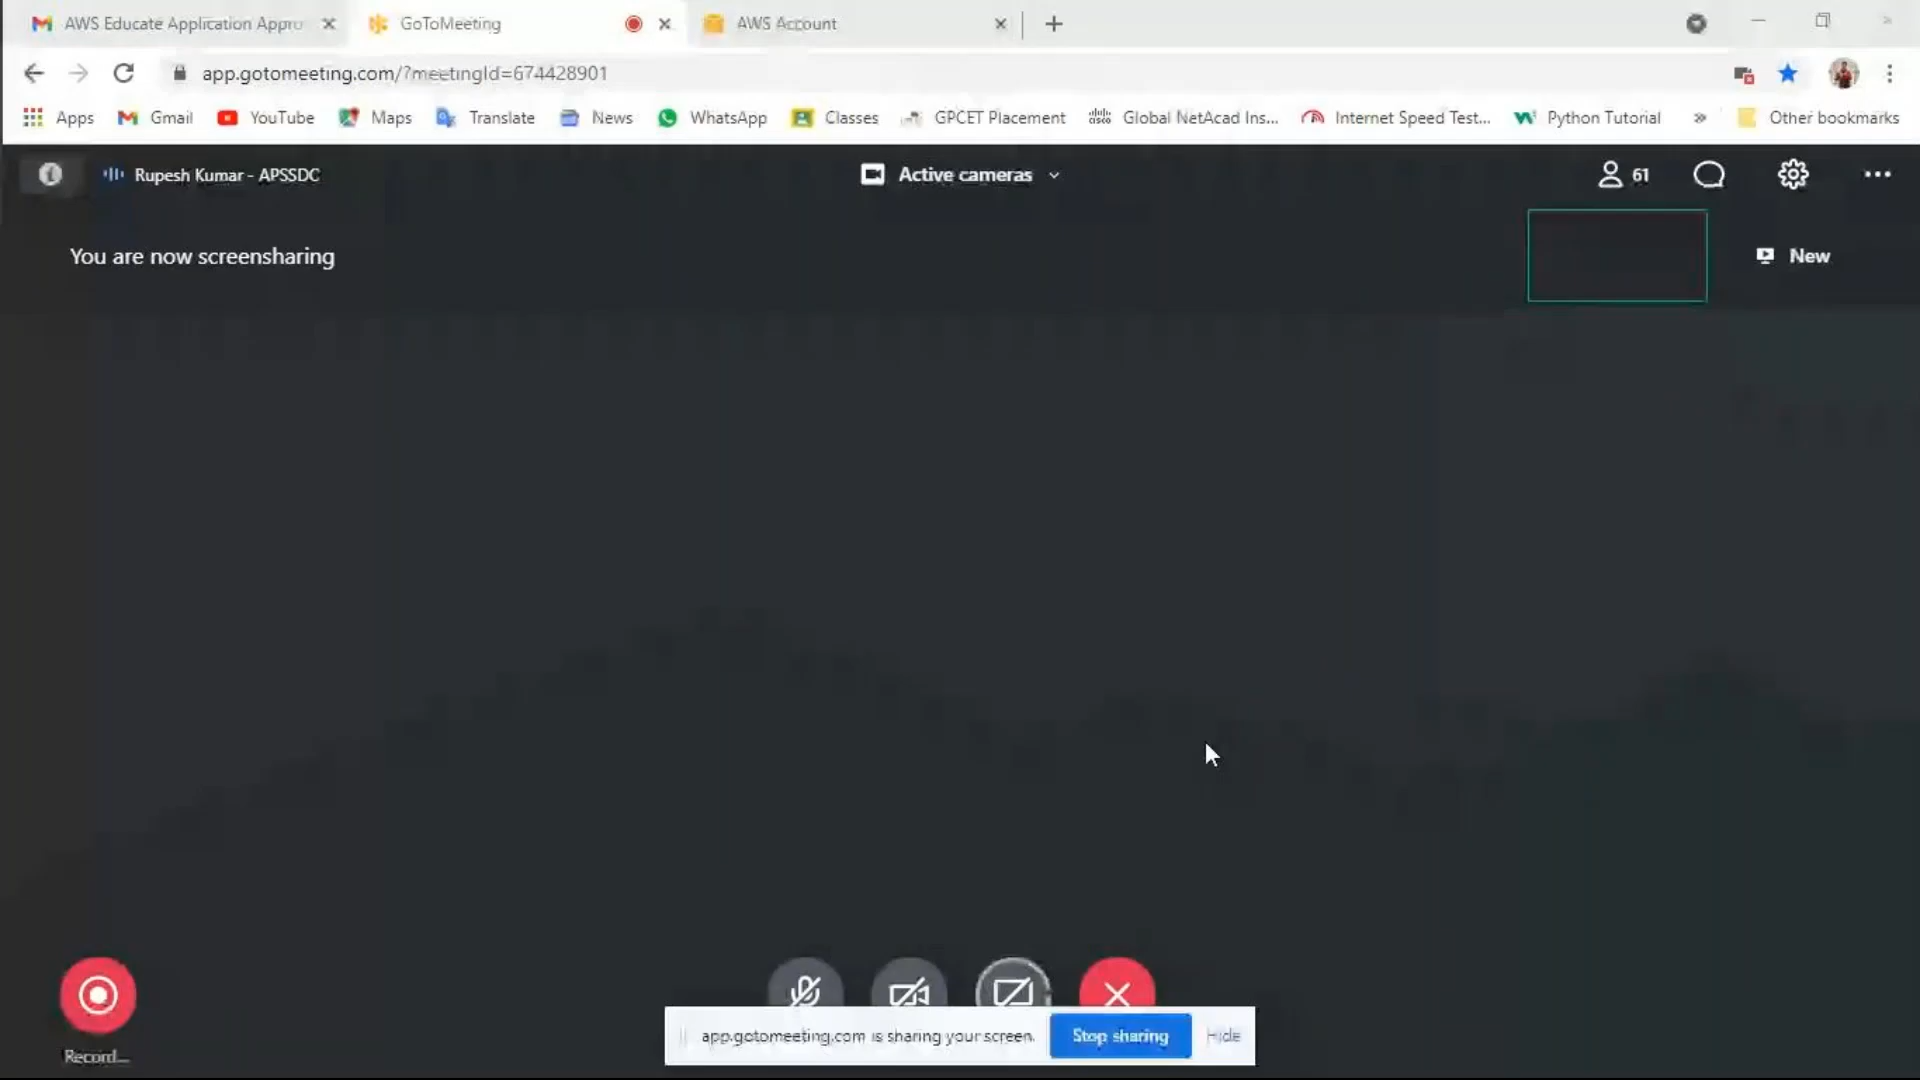 AWS Educate Application Appro
GoToMeeting
AWS Account
app.gotomeeting.com/?meetingId=674428901
Apps
Gmail
YouTube
Maps
Translate
News
WhatsApp
Classes
GPCET Placement
Global NetAcad Ins...
Internet Speed Test...
Python Tutorial
»
Other bookmarks
Rupesh Kumar - APSSDC
Active cameras
61
You are now screensharing
New
Record...
app.gotomeeting.com is sharing your screen.
Stop sharing
Hide